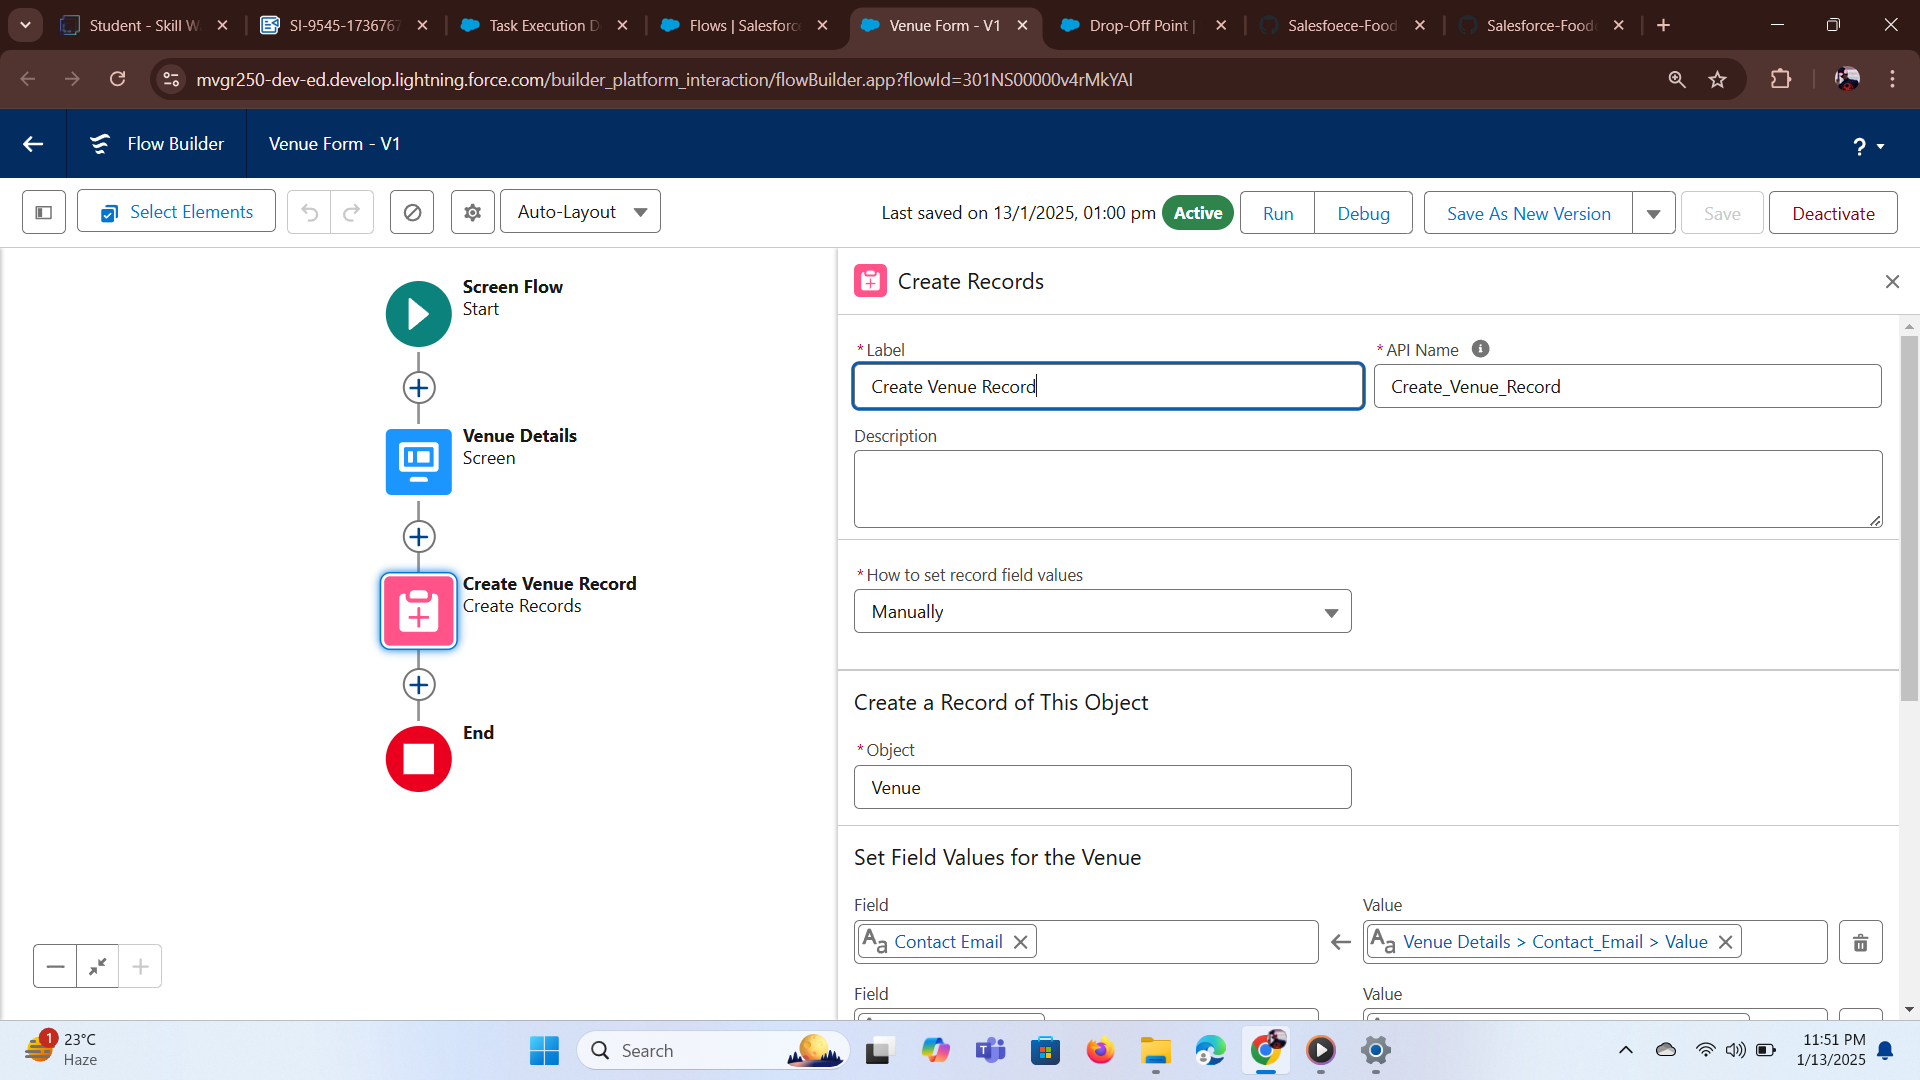 Student - Skill W
SI-9545-1736767
Task Execution D
Flows | Salesforc
Venue Form - V1
Drop-Off Point |
Salesfoece-Food
Salesforce-Food
mvgr250-dev-ed.develop.lightning.force.com/builder_platform_interaction/flowBuilder.app?flowId=301NS00000v4rMkYAI
Flow Builder
Venue Form - V1
?
Select Elements
Auto-Layout
Last saved on 13/1/2025, 01:00 pm
Active
Run
Debug
Save As New Version
Save
Deactivate
Screen Flow
Start
Venue Details
Screen
Create Venue Record
Create Records
End
Create Records
* Label
Create Venue Record
* API Name
Create_Venue_Record
Description
* How to set record field values
Manually
Create a Record of This Object
* Object
Venue
Set Field Values for the Venue
Field
Value
Aa Contact Email
Aa Venue Details > Contact_Email > Value
Field
Value
1
23°C
Haze
Search
11:51 PM
1/13/2025